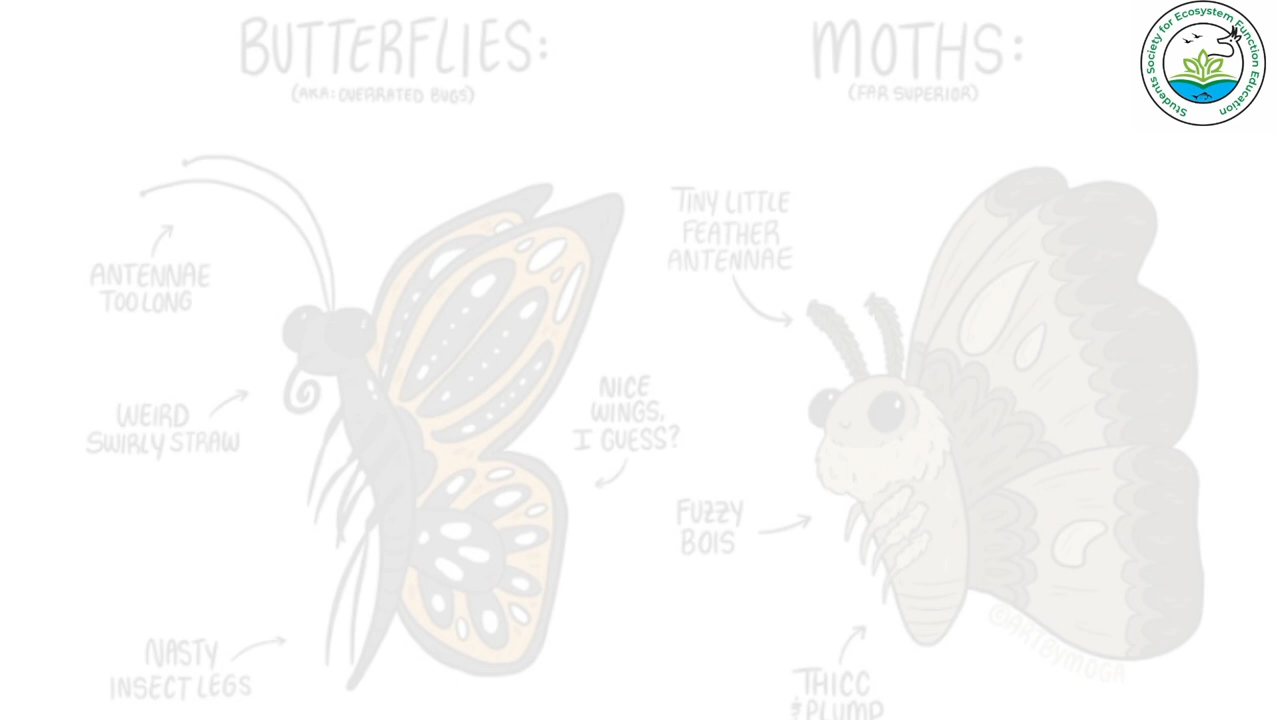 BUTTERFLIES:
(AKA: OVERRATED BUGS)
ANTENNAE
TOO LONG
WEIRD
SWIRLY STRAW
NICE
WINGS,
I GUESS?
NASTY
INSECT LEGS
MOTHS:
(FAR SUPERIOR)
TINY LITTLE
FEATHER
ANTENNAE
FUZZY
BOIS
THICC
& PLUMP
©ARTBYMOGA
Students Society for Ecosystem Function Education